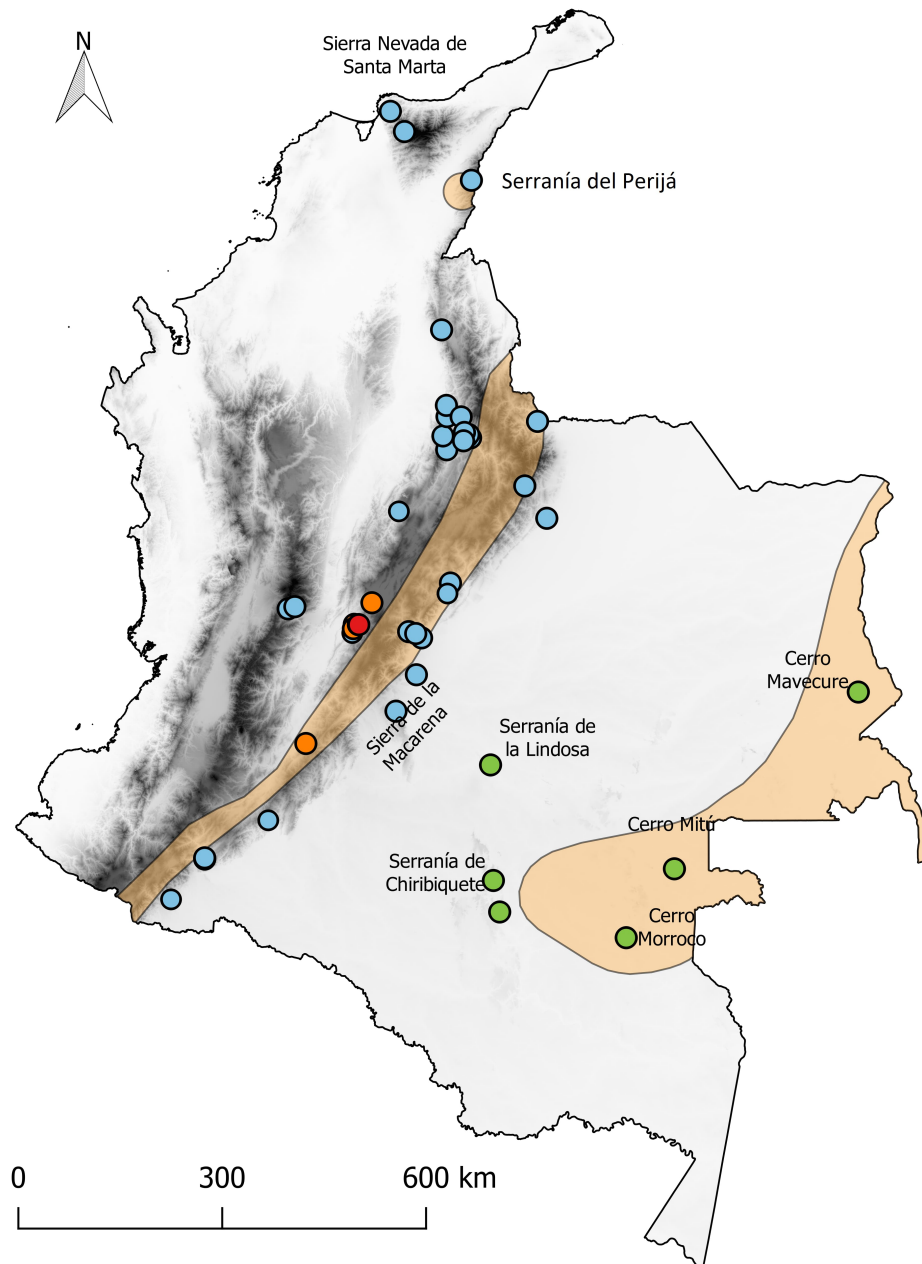 N
Sierra Nevada de
Santa Marta
Serranía del Perijá
Cerro
Mavecure
Sierra de la
Macarena
Serranía de
la Lindosa
Cerro Mitú
Serranía de
Chiribiquete
Cerro
Morroco
0 300 600 km